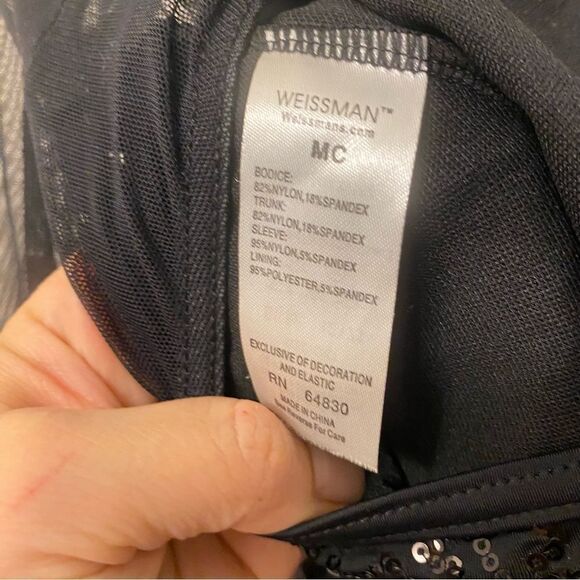 WEISSMAN™
Weissmans.com
MC
BODICE:
82%NYLON,18%SPANDEX
TRUNK:
82%NYLON,18%SPANDEX
SLEEVE:
95%NYLON,5%SPANDEX
LINING:
95%POLYESTER,5%SPANDEX
EXCLUSIVE OF DECORATION
AND ELASTIC
RN 64830
MADE IN CHINA
See Reverse For Care